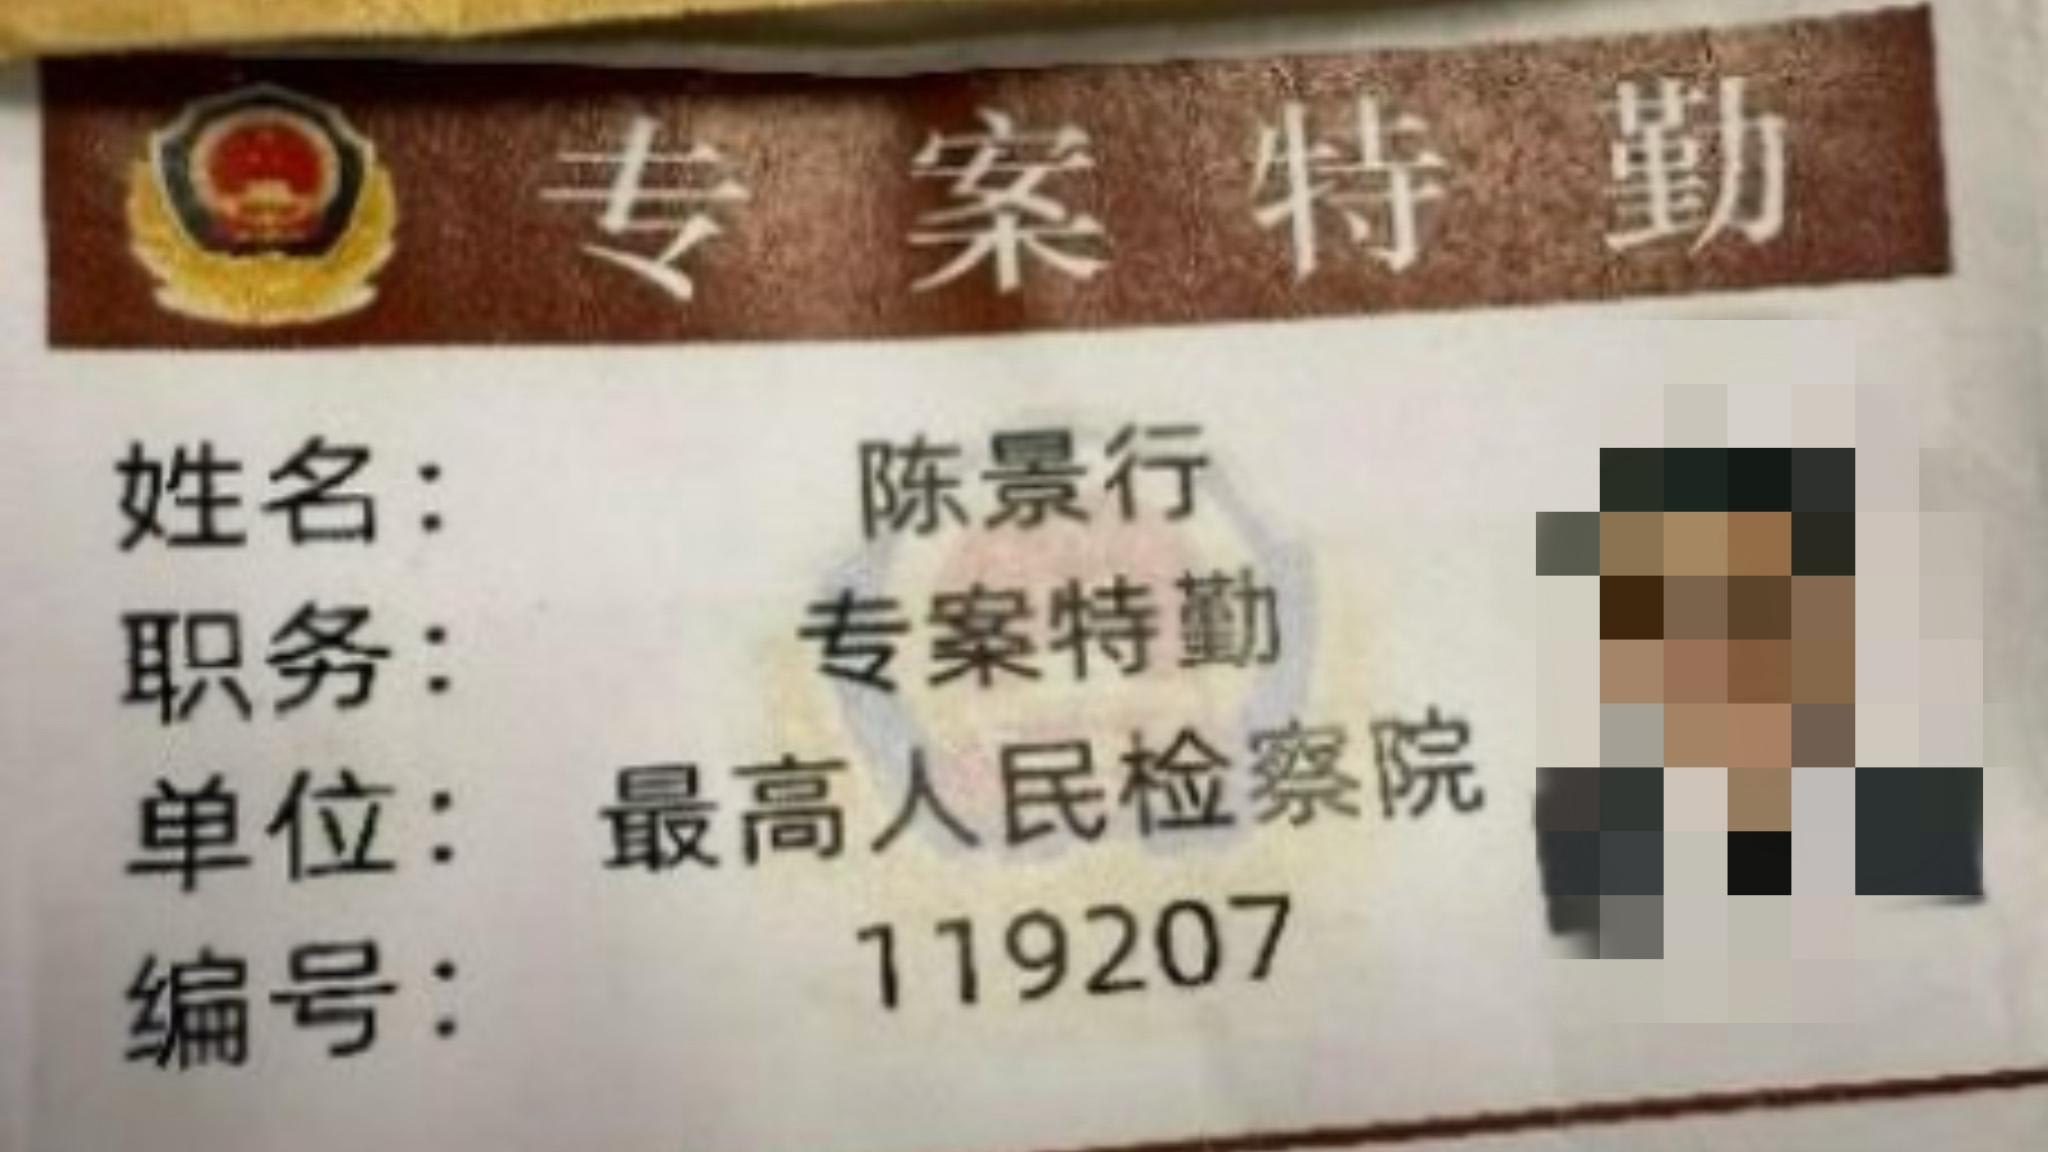 专案特勤
姓名： 陈景行
职务： 专案特勤
单位： 最高人民检察院
编号： 119207